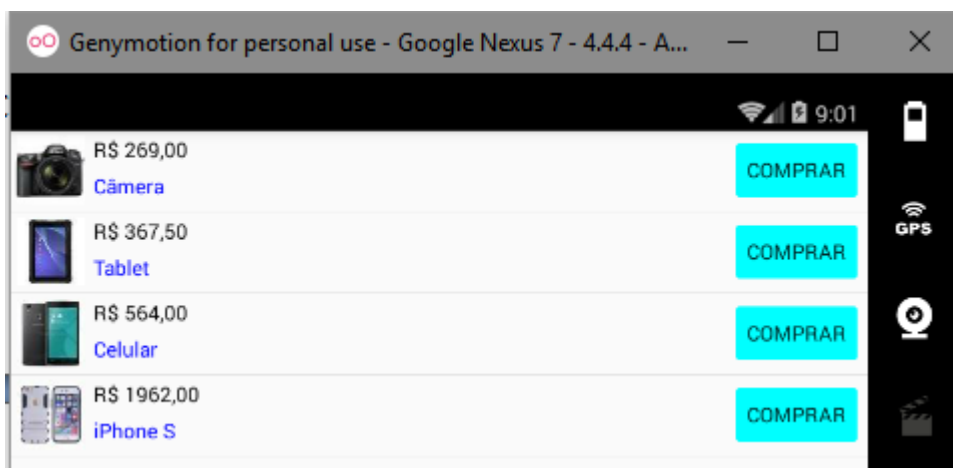 Genymotion for personal use - Google Nexus 7 - 4.4.4 - A...
9:01
R$ 269,00
Câmera
COMPRAR
R$ 367,50
Tablet
COMPRAR
R$ 564,00
Celular
COMPRAR
R$ 1962,00
iPhone S
COMPRAR
GPS